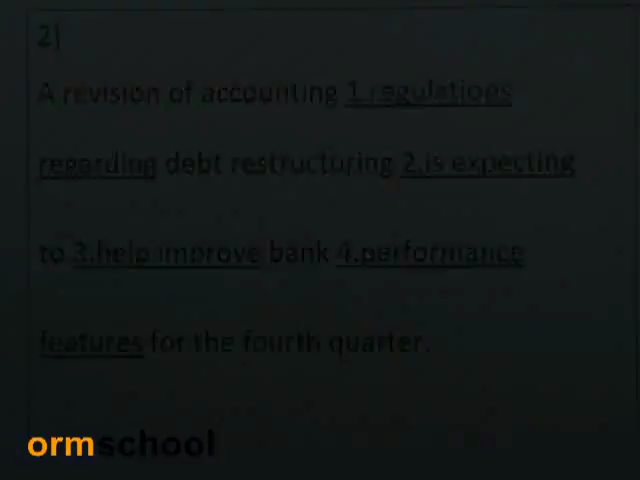 2)
A revision of accounting 1.regulations
regarding debt restructuring 2.is expecting
to 3.help improve bank 4.performance
features for the fourth quarter.
ormschool